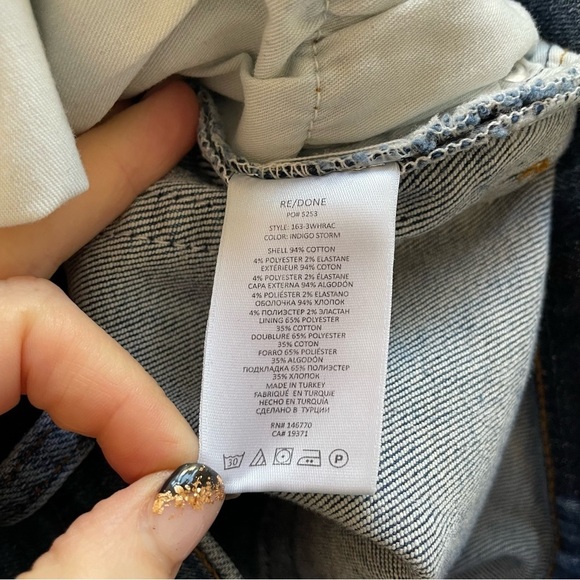 RE/DONE
PO# 5253
STYLE: 163-3WHRAC
COLOR: INDIGO STORM
SHELL 94% COTTON
4% POLYESTER 2% ELASTANE
EXTÉRIEUR 94% COTON
4% POLYESTER 2% ELASTANE
CAPA EXTERNA 94% ALGODÓN
4% POLIÉSTER 2% ELASTANO
ОБОЛОЧКА 94% ХЛОПОК
4% ПОЛИЭСТЕР 2% ЭЛАСТАН
LINING 65% POLYESTER
35% COTTON
DOUBLURE 65% POLYESTER
35% COTON
FORRO 65% POLIÉSTER
35% ALGODÓN
ПОДКЛАДКА 65% ПОЛИЭСТЕР
35% ХЛОПОК
MADE IN TURKEY
FABRIQUÉ EN TURQUIE
HECHO EN TURQUÍA
СДЕЛАНО В ТУРЦИИ
RN# 146770
CA# 19371
30 P